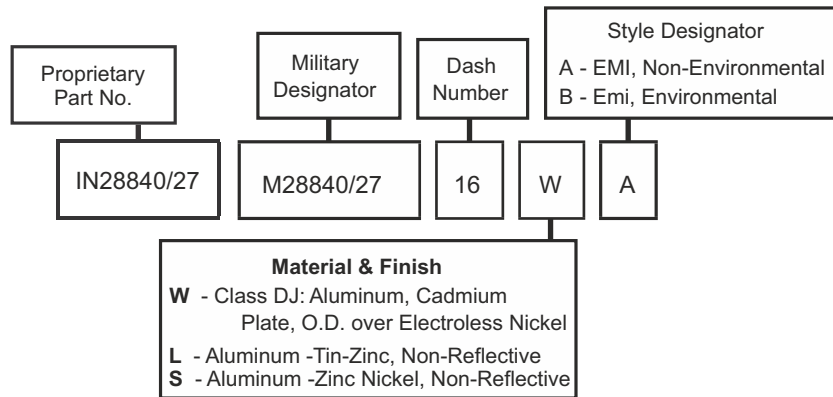 Style Designator
A - EMI, Non-Environmental
B - Emi, Environmental
Military
Designator
Dash
Number
Proprietary
Part No.
IN28840/27
M28840/27
16
W
A
Material & Finish
W - Class DJ: Aluminum, Cadmium
Plate, O.D. over Electroless Nickel
L - Aluminum -Tin-Zinc, Non-Reflective
S - Aluminum -Zinc Nickel, Non-Reflective